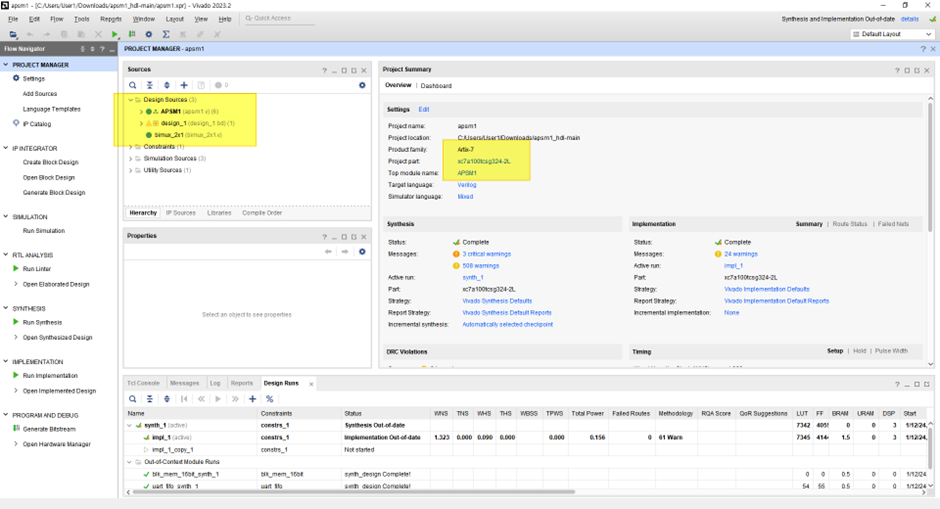 apsm1 - [C:/Users/User1/Downloads/apsm1_hdl-main/apsm1.xpr] - Vivado 2023.2
File Edit Flow Tools Reports Window Layout View Help Quick Access
Synthesis and Implementation Out-of-date details
Default Layout
Flow Navigator
PROJECT MANAGER - apsm1
PROJECT MANAGER
Settings
Add Sources
Language Templates
IP Catalog
IP INTEGRATOR
Create Block Design
Open Block Design
Generate Block Design
SIMULATION
Run Simulation
RTL ANALYSIS
Run Linter
Open Elaborated Design
SYNTHESIS
Run Synthesis
Open Synthesized Design
IMPLEMENTATION
Run Implementation
Open Implemented Design
PROGRAM AND DEBUG
Generate Bitstream
Open Hardware Manager
Sources
0
Design Sources (3)
APSM1 (apsm1.v) (6)
design_1 (design_1.bd) (1)
bimux_2x1 (bimux_2x1.v)
Constraints (1)
Simulation Sources (3)
Utility Sources (1)
Hierarchy IP Sources Libraries Compile Order
Properties
Select an object to see properties
Project Summary
Overview Dashboard
Settings Edit
Project name: apsm1
Project location: C:/Users/User1/Downloads/apsm1_hdl-main
Product family: Artix-7
Project part: xc7a100tcsg324-2L
Top module name: APSM1
Target language: Verilog
Simulator language: Mixed
Synthesis
Status: Complete
Messages: 3 critical warnings
508 warnings
Active run: synth_1
Part: xc7a100tcsg324-2L
Strategy: Vivado Synthesis Defaults
Report Strategy: Vivado Synthesis Default Reports
Incremental synthesis: Automatically selected checkpoint
Implementation Summary Route Status Failed Nets
Status: Complete
Messages: 24 warnings
Active run: impl_1
Part: xc7a100tcsg324-2L
Strategy: Vivado Implementation Defaults
Report Strategy: Vivado Implementation Default Reports
Incremental implementation: None
DRC Violations
Timing Setup Hold Pulse Width
Tcl Console Messages Log Reports Design Runs
Name Constraints Status WNS TNS WHS THS WBSS TPWS Total Power Failed Routes Methodology RQA Score QoR Suggestions LUT FF BRAM URAM DSP Start
synth_1 (active) constrs_1 Synthesis Out-of-date 7342 4055 0 0 3 1/12/24,
impl_1 (active) constrs_1 Implementation Out-of-date 1.323 0.000 0.090 0.000 0.000 0.156 0 61 Warn 7345 4144 1.5 0 3 1/12/24,
impl_1_copy_1 constrs_1 Not started
Out-of-Context Module Runs
blk_mem_16bit_synth_1 blk_mem_16bit synth_design Complete! 0 0 0.5 0 0 1/12/24
uart_fifo_synth_1 uart_fifo synth_design Complete! 54 55 0.5 0 0 1/12/24